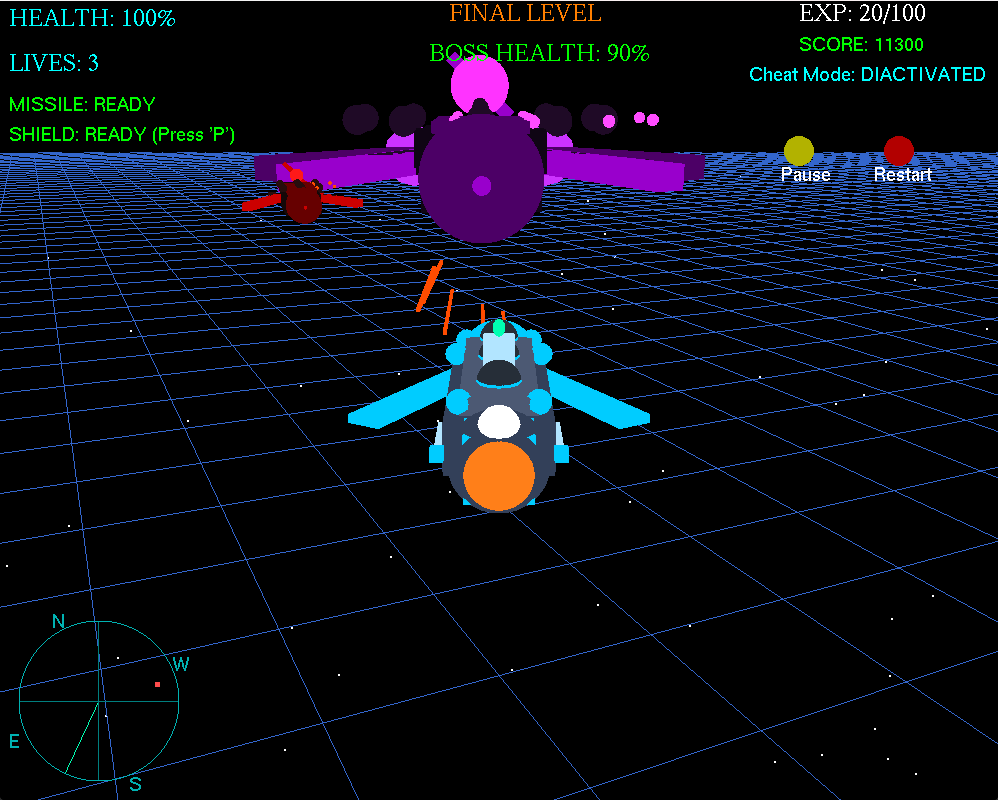 HEALTH: 100%
LIVES: 3
MISSILE: READY
SHIELD: READY (Press 'P')
FINAL LEVEL
BOSS HEALTH: 90%
EXP: 20/100
SCORE: 11300
Cheat Mode: DIACTIVATED
Pause
Restart
N
W
E
S